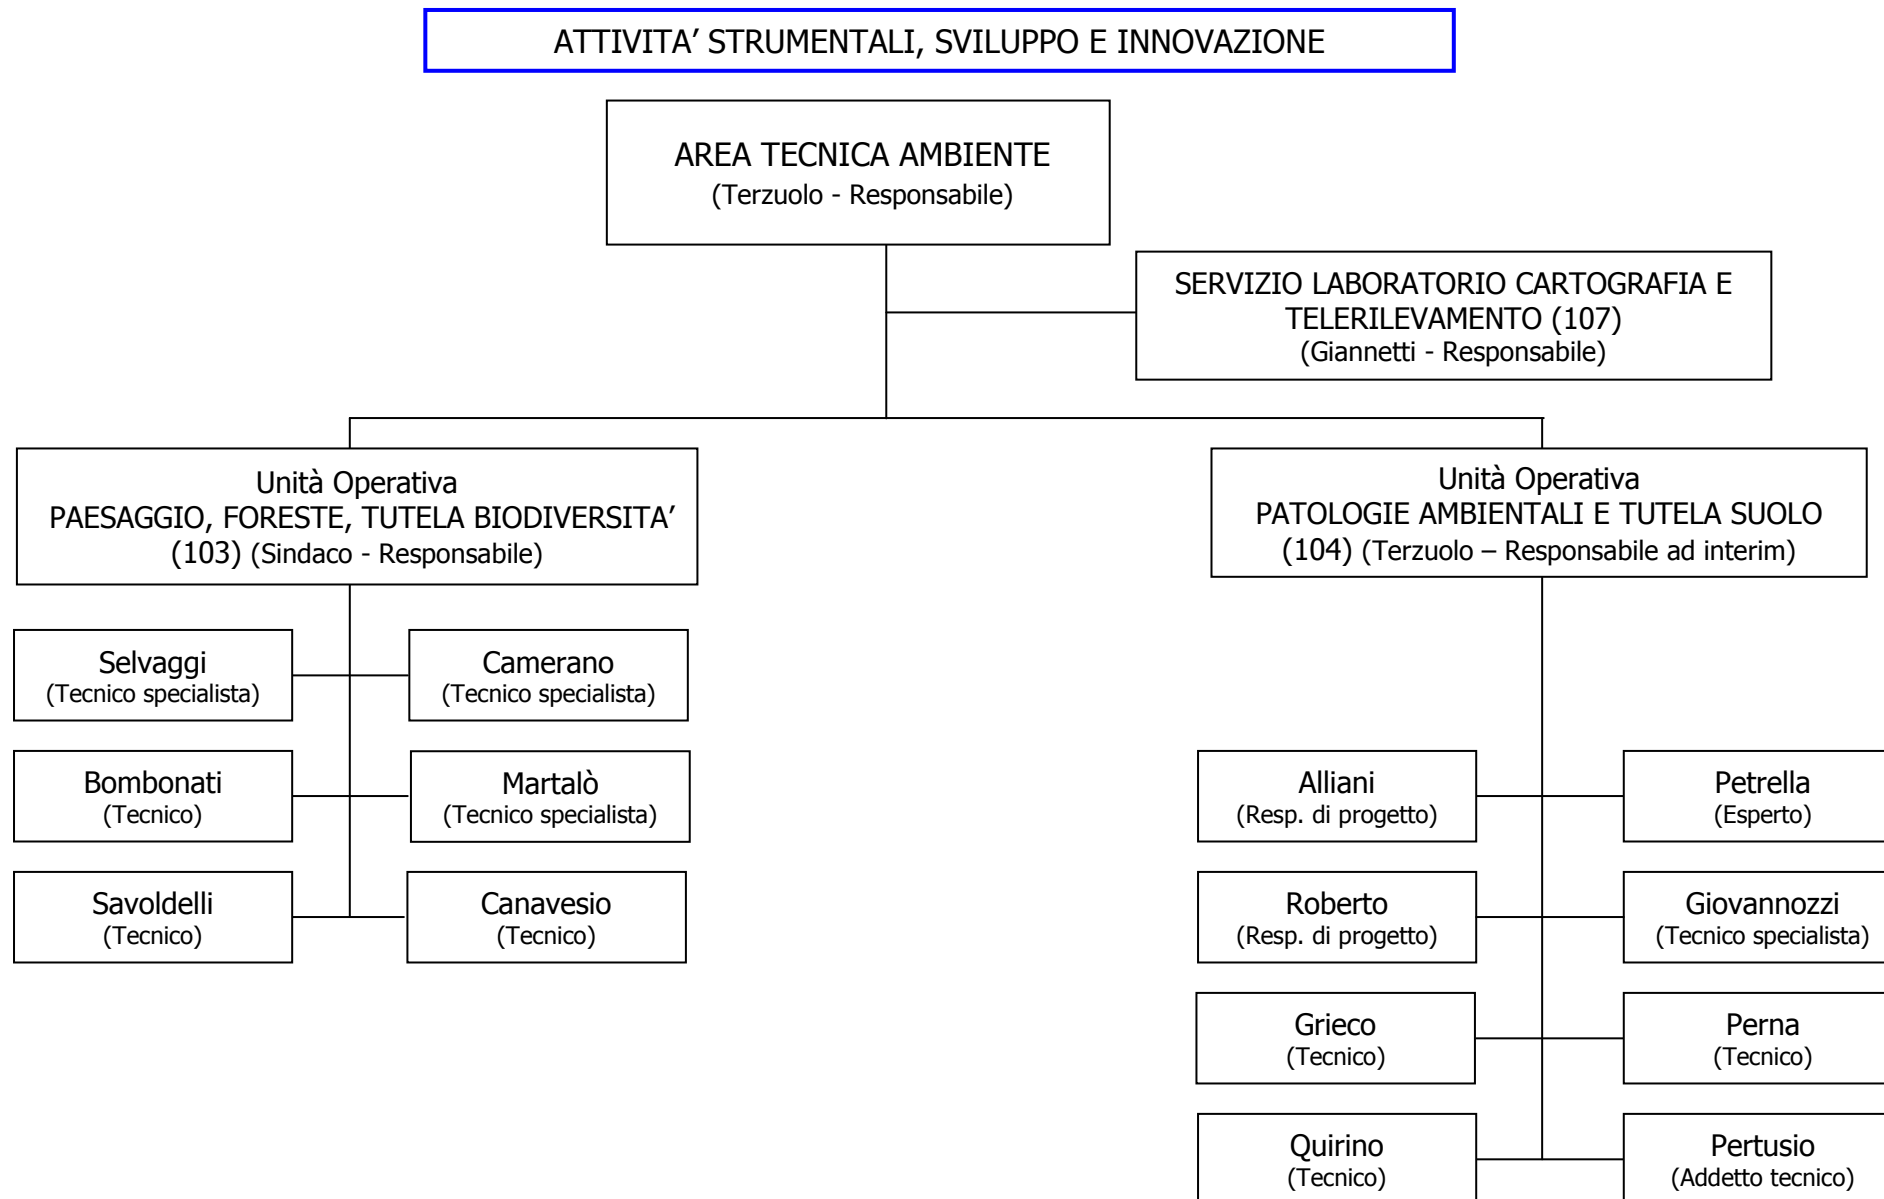 ATTIVITA’ STRUMENTALI, SVILUPPO E INNOVAZIONE
AREA TECNICA AMBIENTE
(Terzuolo - Responsabile)
SERVIZIO LABORATORIO CARTOGRAFIA E
TELERILEVAMENTO (107)
(Giannetti - Responsabile)
Unità Operativa
PAESAGGIO, FORESTE, TUTELA BIODIVERSITA’
(103) (Sindaco - Responsabile)
Unità Operativa
PATOLOGIE AMBIENTALI E TUTELA SUOLO
(104) (Terzuolo – Responsabile ad interim)
Selvaggi
(Tecnico specialista)
Camerano
(Tecnico specialista)
Bombonati
(Tecnico)
Martalò
(Tecnico specialista)
Savoldelli
(Tecnico)
Canavesio
(Tecnico)
Alliani
(Resp. di progetto)
Petrella
(Esperto)
Roberto
(Resp. di progetto)
Giovannozzi
(Tecnico specialista)
Grieco
(Tecnico)
Perna
(Tecnico)
Quirino
(Tecnico)
Pertusio
(Addetto tecnico)